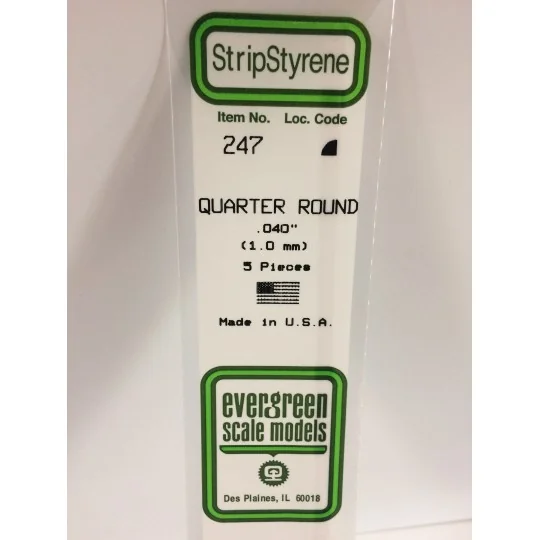 StripStyrene
Item No. Loc. Code
247
QUARTER ROUND
.040"
(1.0 mm)
5 Pieces
Made in U.S.A.
evergreen
scale models
Des Plaines, IL 60018